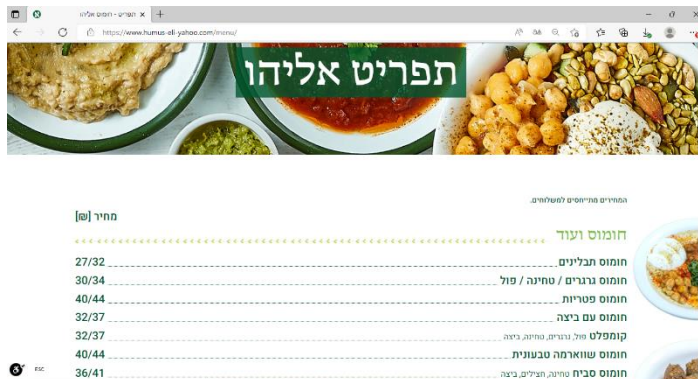 תפריט - חומוס אליהו
https://www.humus-eli-yahoo.com/menu/
תפריט אליהו
המחירים מתייחסים למשלוחים.
מחיר [₪]
חומוס ועוד
חומוס תבלינים 27/32
חומוס גרגרים / טחינה / פול 30/34
חומוס פטריות 40/44
חומוס עם ביצה 32/37
קומפלט פול, גרגרים, טחינה, ביצה 32/37
חומוס שווארמה טבעונית 40/44
חומוס סביח טחינה, חצילים, ביצה 36/41
ESC